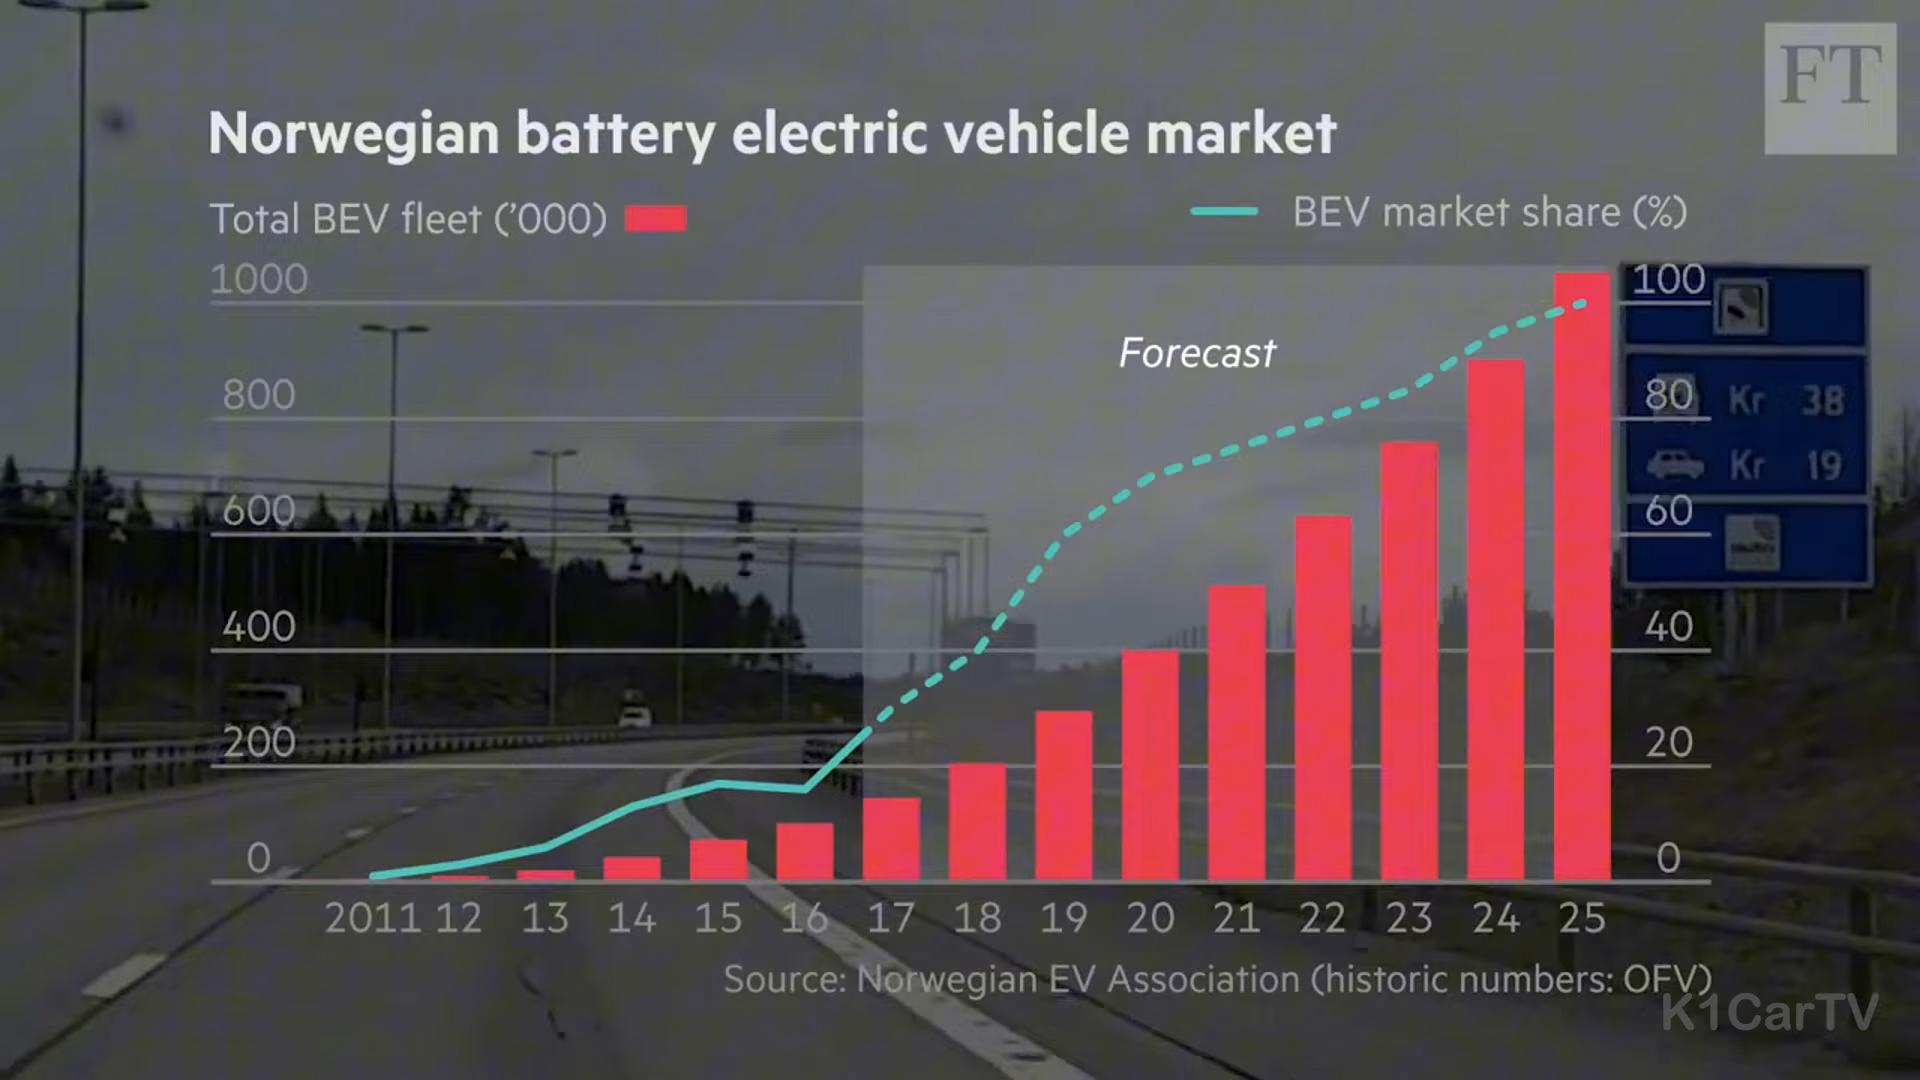 FT
Norwegian battery electric vehicle market
Total BEV fleet (’000)
BEV market share (%)
1000
100
Forecast
800
80
Kr 38
Kr 19
600
60
400
40
200
20
0
0
2011 12 13 14 15 16 17 18 19 20 21 22 23 24 25
Source: Norwegian EV Association (historic numbers: OFV)
K1CarTV